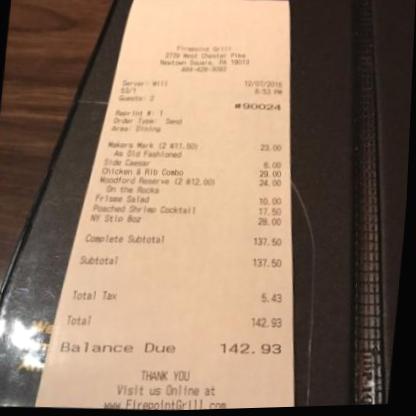 Firepoint Grill
3739 West Chester Pike
Newtown Square, PA 19073
Server: Will 12/07/2016
53/1 6:53 PM
Guests: 2
#90024
Reprint #: 1
Order Type: Send
Area: Dining
Makers Mark (2 @11.50) 23.00
As Old Fashioned
Side Caesar 6.00
Chicken & Rib Combo 29.00
Woodford Reserve (2 @12.00) 24.00
On the Rocks
Frisee Salad 10.00
Poached Shrimp Cocktail 17.50
NY Stip 8oz 28.00
Complete Subtotal 137.50
Subtotal 137.50
Total Tax 5.43
Total 142.93
Balance Due 142.93
THANK YOU
Visit us Online at
www.FirepointGrill.com